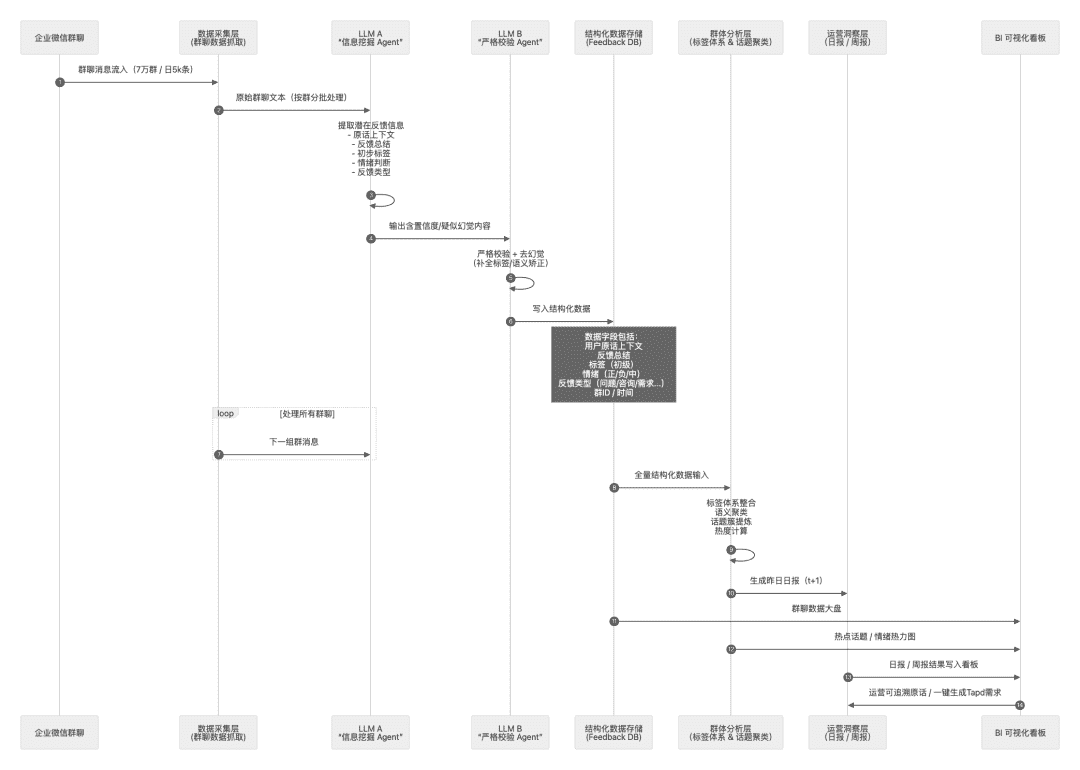 企业微信群聊
数据采集层
(群聊数据抓取)
LLM A
“信息挖掘 Agent”
LLM B
“严格校验 Agent”
结构化数据存储
(Feedback DB)
群体分析层
(标签体系 & 话题聚类)
运营洞察层
(日报 / 周报)
BI 可视化看板
群聊消息流入（7万群 / 日5k条）
1
原始群聊文本（按群分批处理）
2
提取潜在反馈信息
- 原话上下文
- 反馈总结
- 初步标签
- 情绪判断
- 反馈类型
3
输出含置信度/疑似幻觉内容
4
严格校验 + 去幻觉
(补全标签/语义矫正)
5
写入结构化数据
6
数据字段包括：
用户原话上下文
反馈总结
标签（初级）
情绪（正/负/中）
反馈类型（问题/咨询/需求...）
群ID / 时间
loop
[处理所有群聊]
下一组群消息
7
全量结构化数据输入
8
标签体系整合
语义聚类
话题簇提炼
热度计算
9
生成昨日日报（t+1）
10
群聊数据大盘
11
热点话题 / 情绪热力图
12
日报 / 周报结果写入看板
13
运营可追溯原话 / 一键生成Tapd需求
14
企业微信群聊
数据采集层
(群聊数据抓取)
LLM A
“信息挖掘 Agent”
LLM B
“严格校验 Agent”
结构化数据存储
(Feedback DB)
群体分析层
(标签体系 & 话题聚类)
运营洞察层
(日报 / 周报)
BI 可视化看板